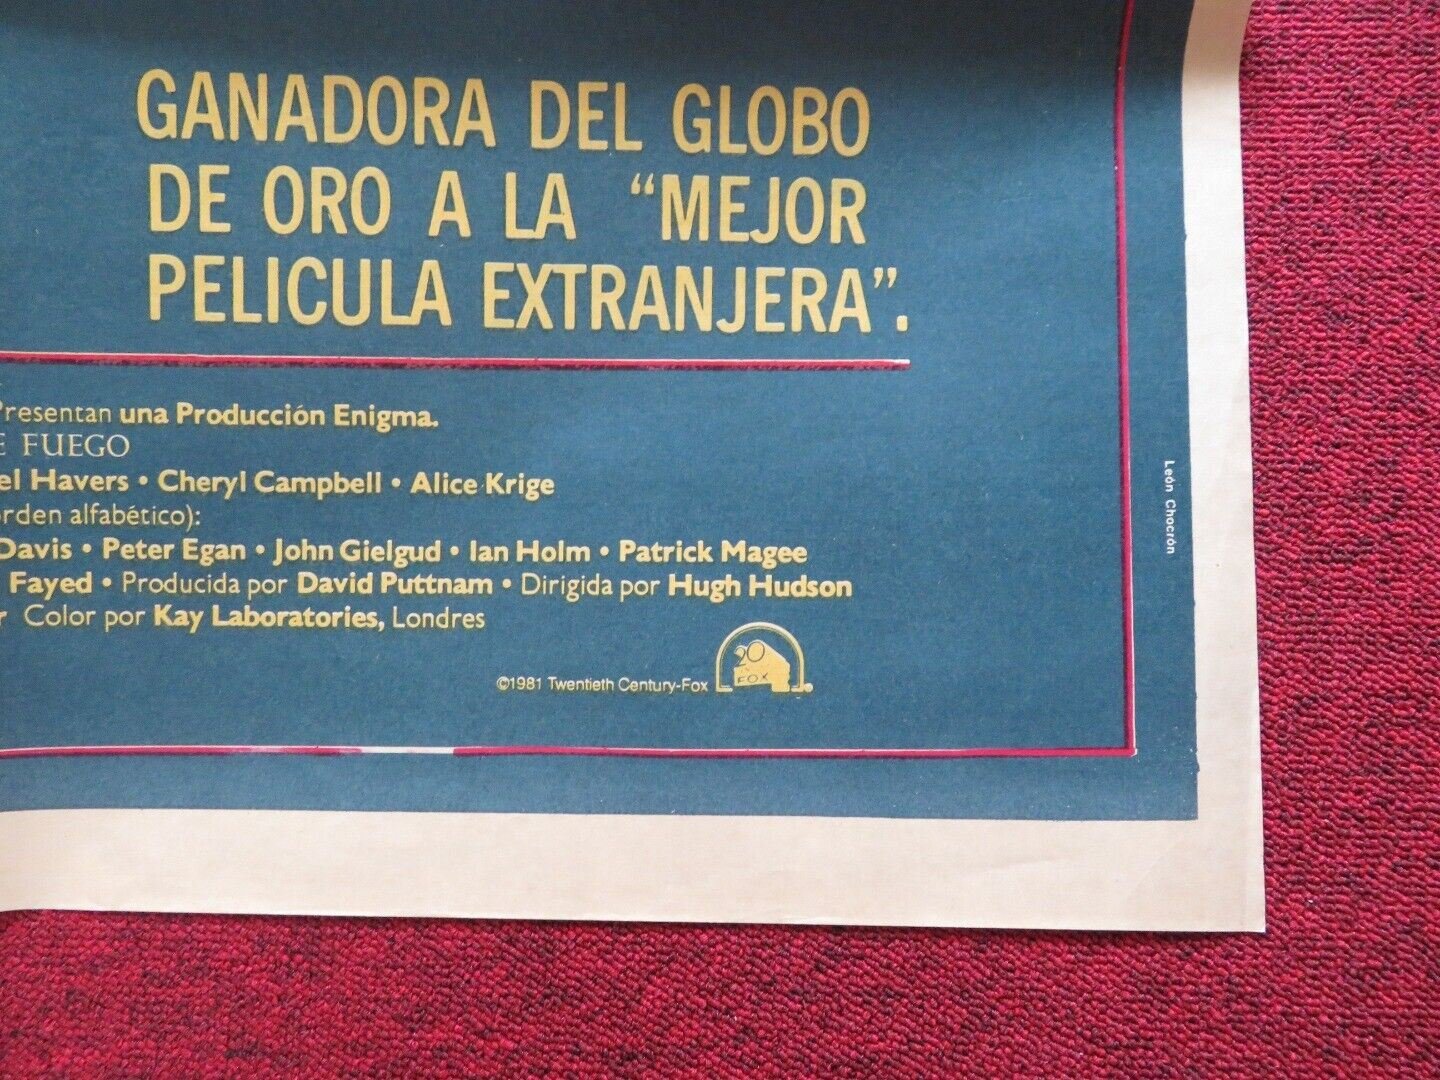 GANADORA DEL GLOBO
DE ORO A LA "MEJOR
PELICULA EXTRANJERA".
Presentan una Producción Enigma.
E FUEGO
el Havers • Cheryl Campbell • Alice Krige
orden alfabético):
Davis • Peter Egan • John Gielgud • Ian Holm • Patrick Magee
Fayed • Producida por David Puttnam • Dirigida por Hugh Hudson
r Color por Kay Laboratories, Londres
©1981 Twentieth Century-Fox
20
FOX
León Chocrón